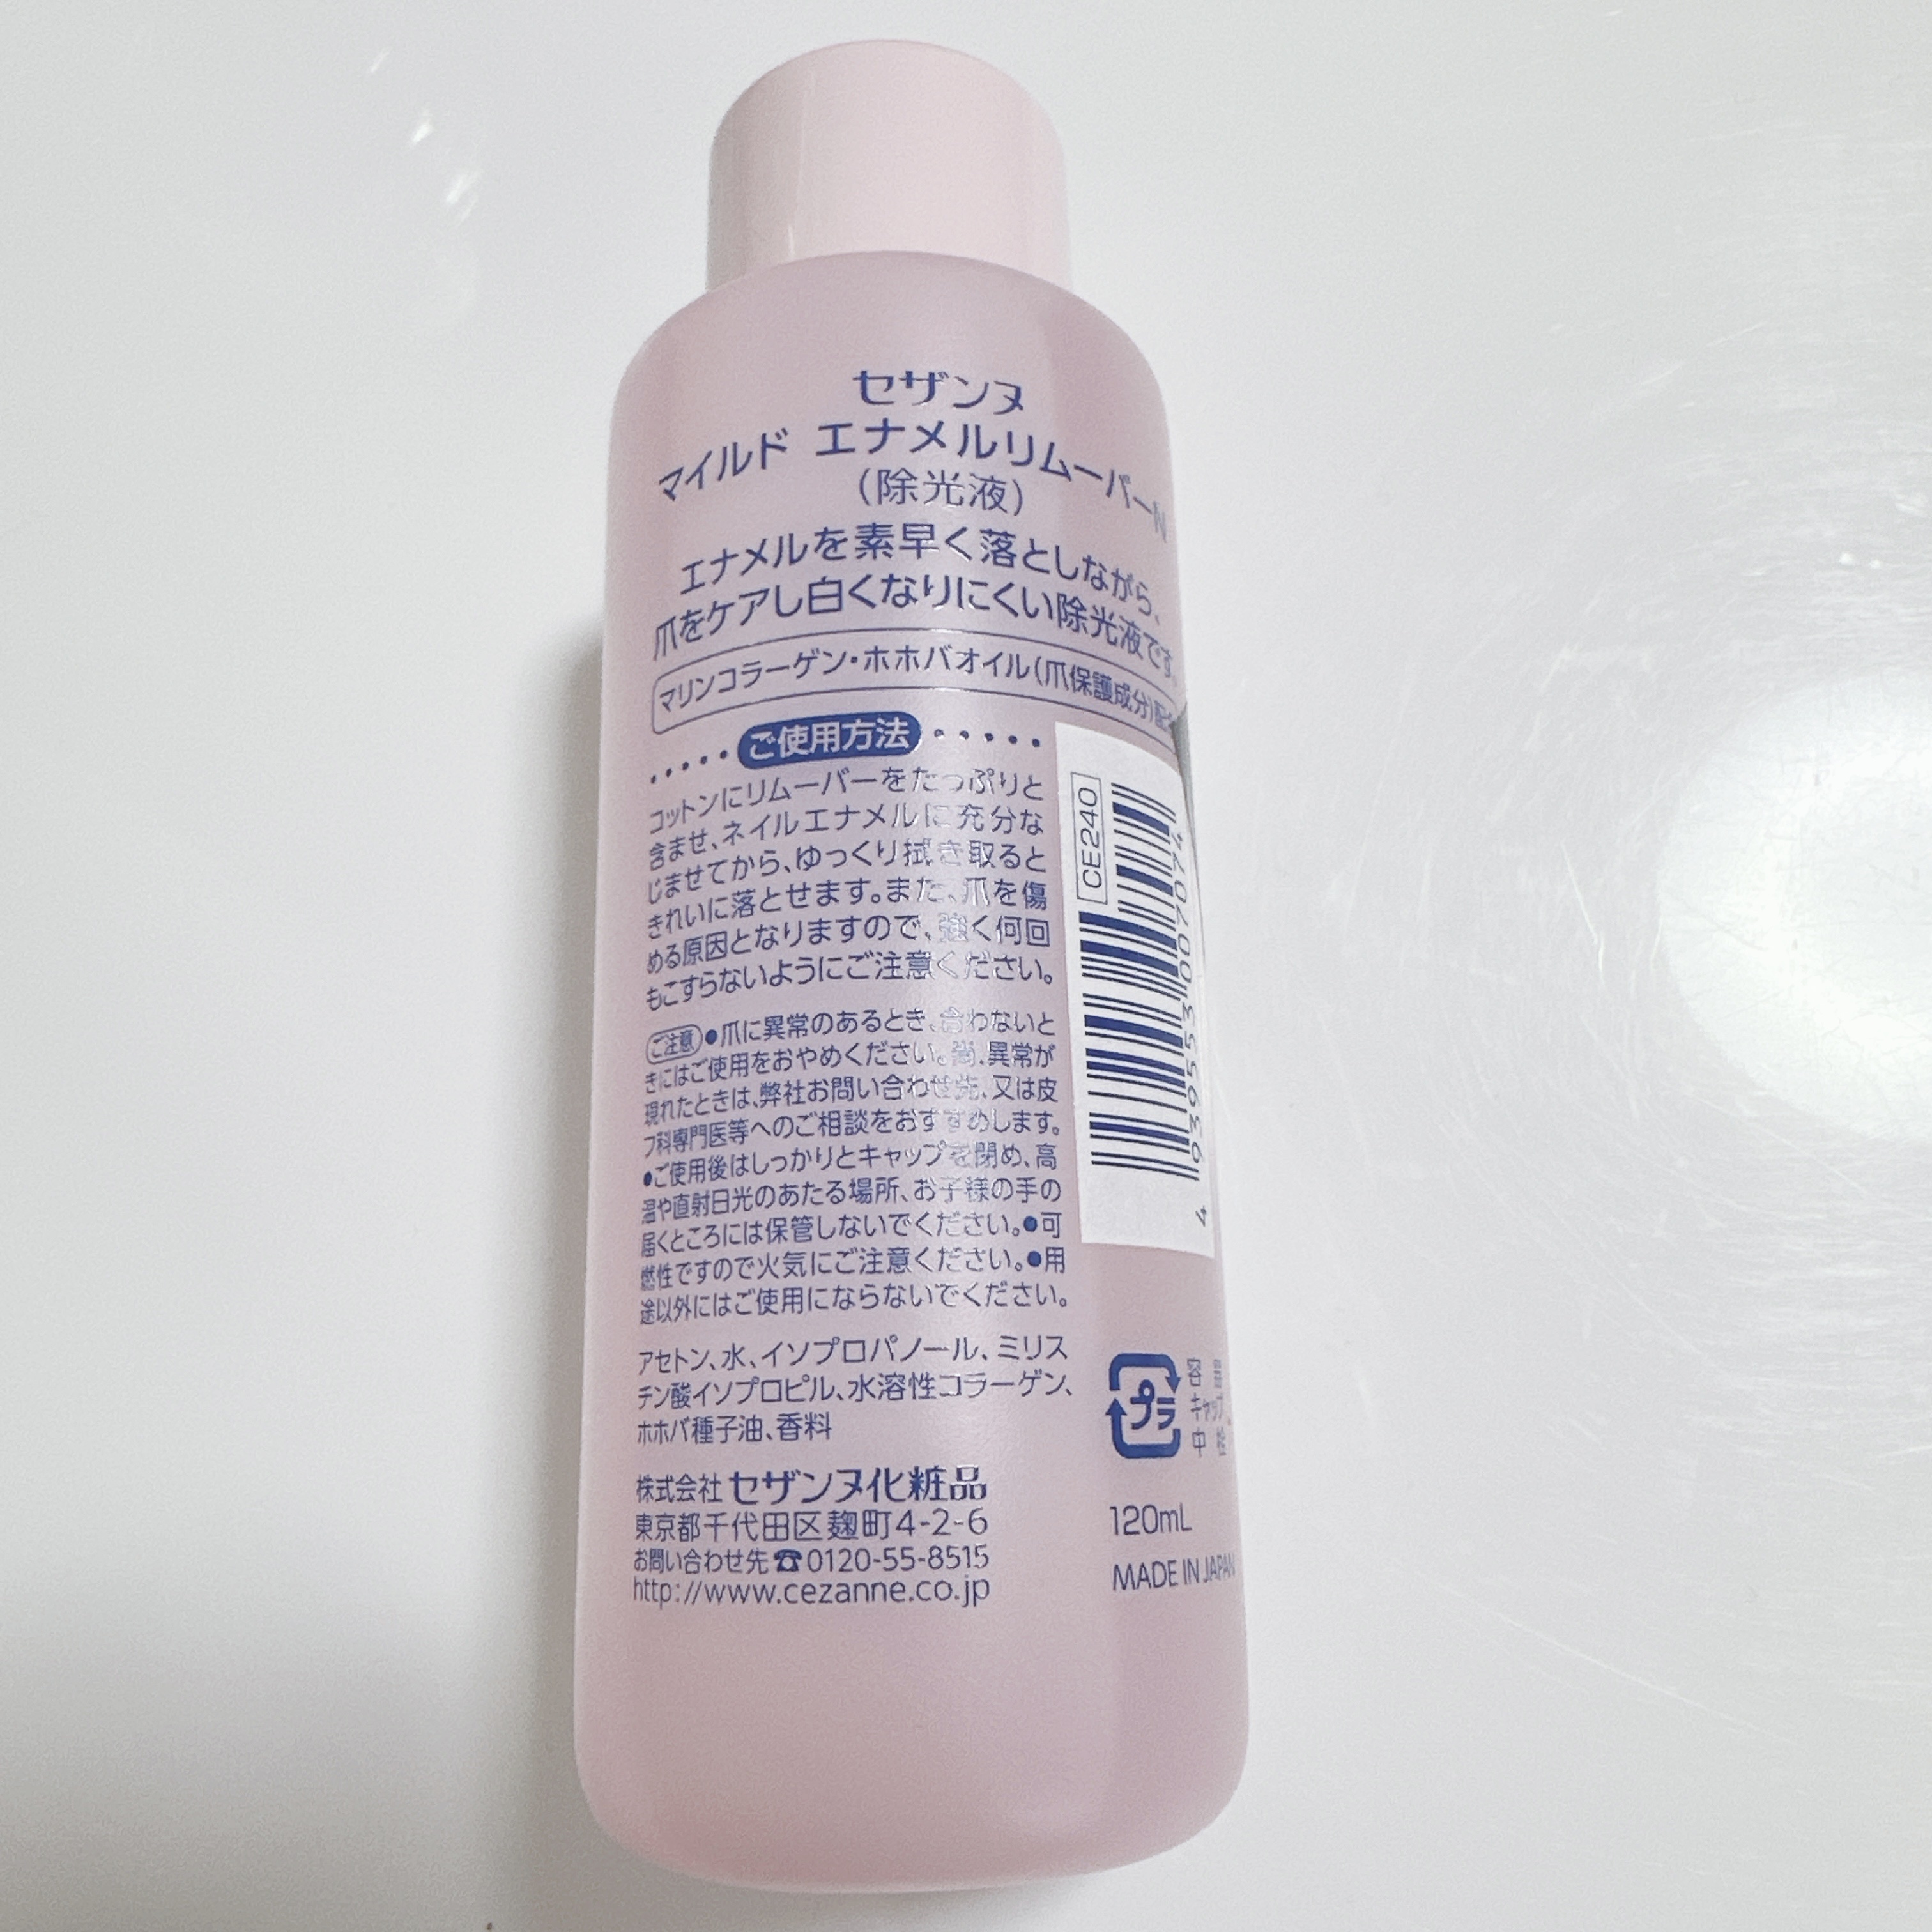 セザンヌ
マイルド エナメルリムーバーN
(除光液)
エナメルを素早く落としながら、
爪をケアし白くなりにくい除光液です。
マリンコラーゲン・ホホバオイル(爪保護成分)配合
ご使用方法
コットンにリムーバーをたっぷりと
含ませ、ネイルエナメルに充分な
じませてから、ゆっくり拭き取ると
きれいに落とせます。また、爪を傷
める原因となりますので、強く何回
もこすらないようにご注意ください。
ご注意 ●爪に異常のあるとき、合わないと
きにはご使用をおやめください。尚、異常が
現れたときは、弊社お問い合わせ先、又は皮
フ科専門医等へのご相談をおすすめします。
●ご使用後はしっかりとキャップを閉め、高
温や直射日光のあたる場所、お子様の手の
届くところには保管しないでください。●可
燃性ですので火気にご注意ください。●用
途以外にはご使用にならないでください。
アセトン、水、イソプロパノール、ミリス
チン酸イソプロピル、水溶性コラーゲン、
ホホバ種子油、香料
株式会社 セザンヌ化粧品
東京都千代田区麹町4-2-6
お問い合わせ先☎0120-55-8515
http://www.cezanne.co.jp
CE240
4 939553 007074
プラ
容器
キャップ
中栓
120mL
MADE IN JAPAN